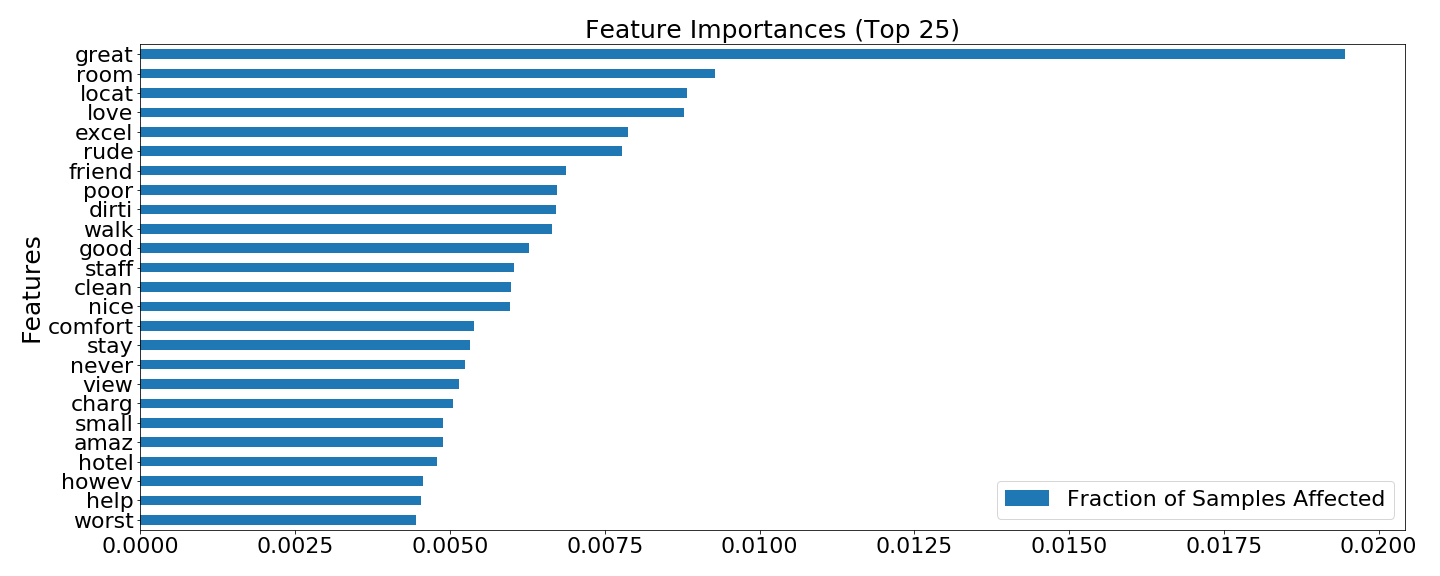 Feature Importances (Top 25)
great
room
locat
love
excel
rude
friend
poor
dirti
walk
good
staff
clean
nice
comfort
stay
never
view
charg
small
amaz
hotel
howev
help
worst
Features
Fraction of Samples Affected
0.0000 0.0025 0.0050 0.0075 0.0100 0.0125 0.0150 0.0175 0.0200